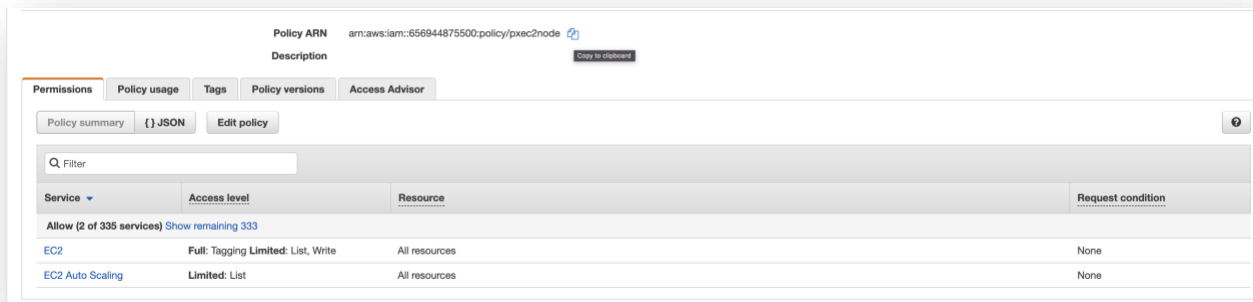 Policy ARN arn:aws:iam::656944875500:policy/pxec2node
Description
Copy to clipboard
Permissions Policy usage Tags Policy versions Access Advisor
Policy summary { } JSON Edit policy
Filter
Service Access level Resource Request condition
Allow (2 of 335 services) Show remaining 333
EC2 Full: Tagging Limited: List, Write All resources None
EC2 Auto Scaling Limited: List All resources None